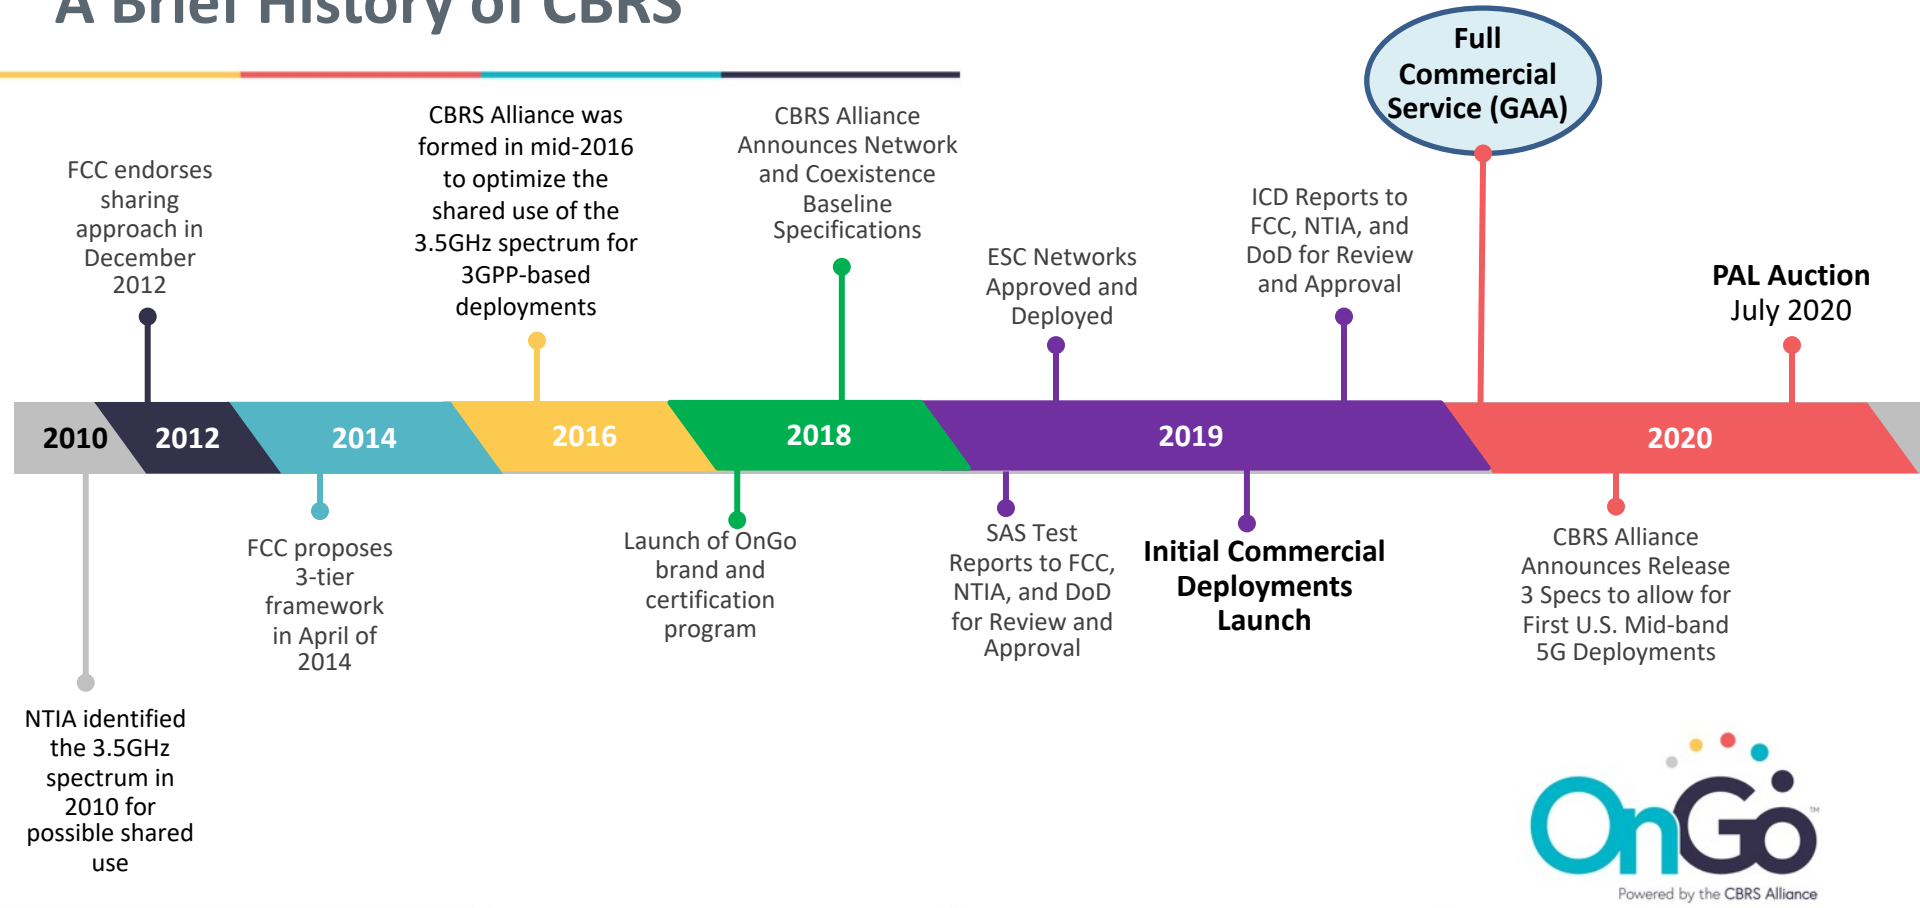 A Brief History of CBRS
Full
Commercial
Service (GAA)
FCC endorses
sharing
approach in
December
2012
CBRS Alliance was
formed in mid-2016
to optimize the
shared use of the
3.5GHz spectrum for
3GPP-based
deployments
CBRS Alliance
Announces Network
and Coexistence
Baseline
Specifications
ESC Networks
Approved and
Deployed
ICD Reports to
FCC, NTIA, and
DoD for Review
and Approval
PAL Auction
July 2020
2010
2012
2014
2016
2018
2019
2020
NTIA identified
the 3.5GHz
spectrum in
2010 for
possible shared
use
FCC proposes
3-tier
framework
in April of
2014
Launch of OnGo
brand and
certification
program
SAS Test
Reports to FCC,
NTIA, and DoD
for Review and
Approval
Initial Commercial
Deployments
Launch
CBRS Alliance
Announces Release
3 Specs to allow for
First U.S. Mid-band
5G Deployments
OnGo™
Powered by the CBRS Alliance